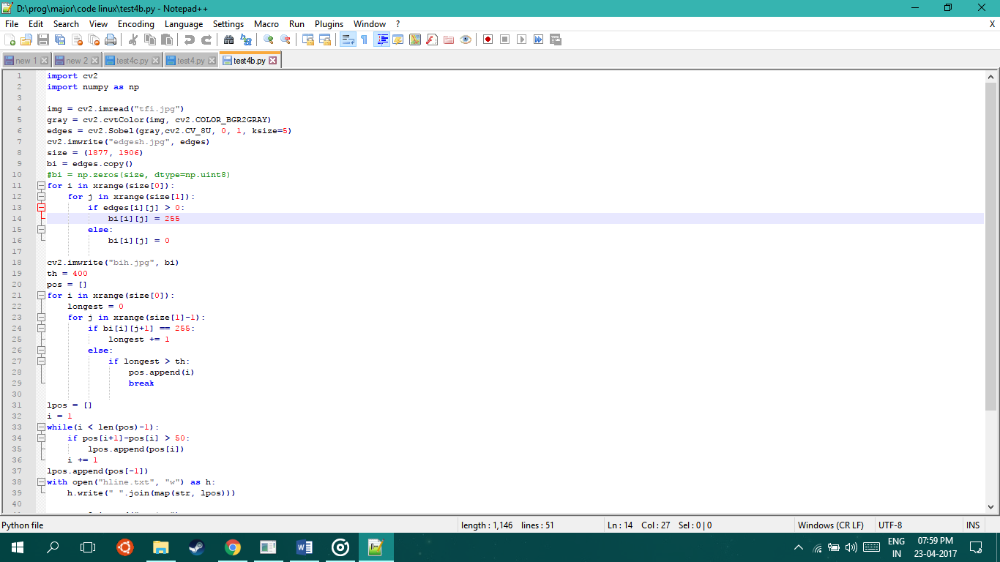 D:\prog\major\code linux\test4b.py - Notepad++
File Edit Search View Encoding Language Settings Macro Run Plugins Window ? X
new 1 new 2 test4c.py test4.py test4b.py
1 import cv2
2 import numpy as np
3
4 img = cv2.imread("tfi.jpg")
5 gray = cv2.cvtColor(img, cv2.COLOR_BGR2GRAY)
6 edges = cv2.Sobel(gray,cv2.CV_8U, 0, 1, ksize=5)
7 cv2.imwrite("edgesh.jpg", edges)
8 size = (1877, 1906)
9 bi = edges.copy()
10 #bi = np.zeros(size, dtype=np.uint8)
11 for i in xrange(size[0]):
12     for j in xrange(size[1]):
13         if edges[i][j] > 0:
14             bi[i][j] = 255
15         else:
16             bi[i][j] = 0
17
18 cv2.imwrite("bih.jpg", bi)
19 th = 400
20 pos = []
21 for i in xrange(size[0]):
22     longest = 0
23     for j in xrange(size[1]-1):
24         if bi[i][j+1] == 255:
25             longest += 1
26         else:
27             if longest > th:
28                 pos.append(i)
29                 break
30
31 lpos = []
32 i = 1
33 while(i < len(pos)-1):
34     if pos[i+1]-pos[i] > 50:
35         lpos.append(pos[i])
36     i += 1
37 lpos.append(pos[-1])
38 with open("hline.txt", "w") as h:
39     h.write(" ".join(map(str, lpos)))
40
Python file length : 1,146 lines : 51 Ln : 14 Col : 27 Sel : 0 | 0 Windows (CR LF) UTF-8 INS
ENG 07:59 PM
IN 23-04-2017